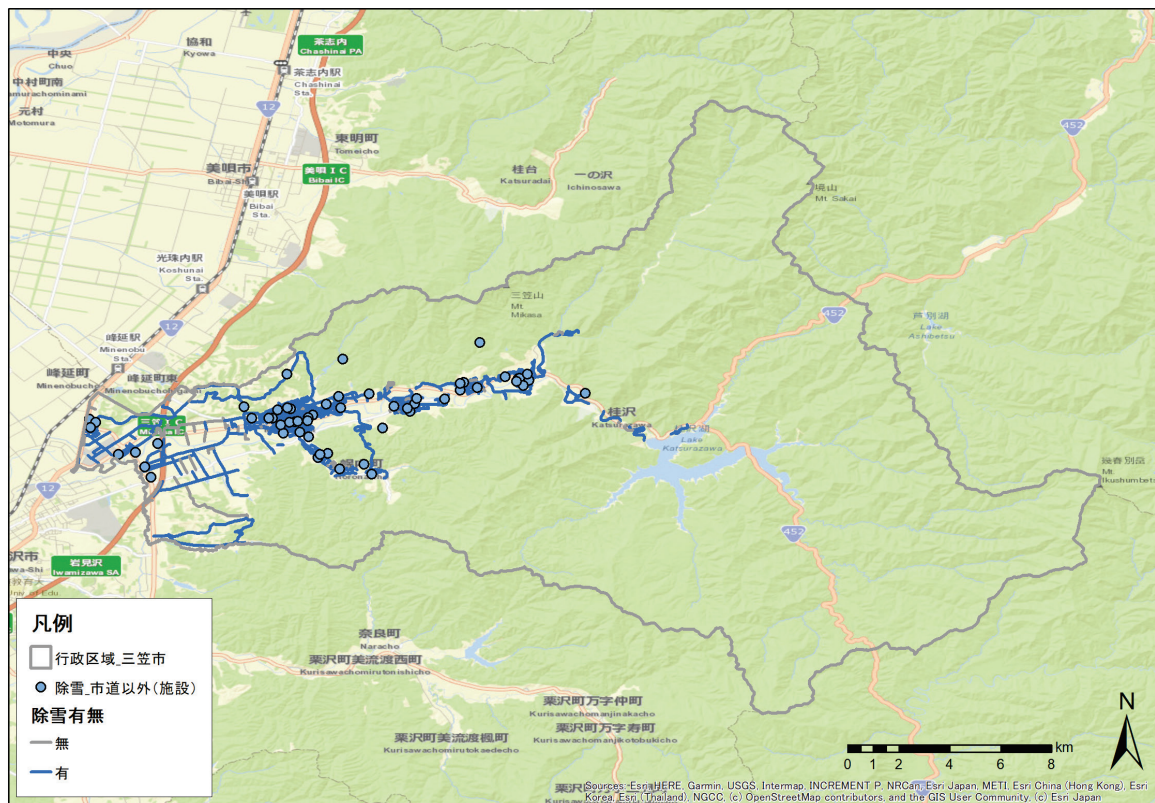 協和
Kyowa
茶志内
Chashinai PA
中央
Chuo
茶志内駅
Chashinai
Sta.
中村町南
元村
Motomura
12
東明町
Tomeicho
452
美唄市
美唄IC
Bibai IC
桂台
Katsuradai
一の沢
Ichinosawa
美唄駅
Bibai
Sta.
境山
Mt. Sakai
光珠内駅
Koshunai
Sta.
三笠山
Mt.
Mikasa
452
芦別湖
Lake
Ashibetsu
12
峰延駅
Minenobu
Sta.
峰延町
峰延町東
桂沢
Katsurazawa
Lake
Katsurazawa
幾春別岳
Mt.
Ikushumbets
12
452
岩見沢
Iwamizawa SA
奈良町
Naracho
栗沢町美流渡西町
Kurisawachomirutonishicho
栗沢町万字仲町
Kurisawachomanjinakacho
栗沢町万字寿町
Kurisawachomanjikotobukicho
栗沢町美流渡楓町
Kurisawachomirutokaedecho
凡例
行政区域_三笠市
除雪_市道以外(施設)
除雪有無
無
有
N
km
0 1 2 4 6 8
Sources: Esri, HERE, Garmin, USGS, Intermap, INCREMENT P, NRCan, Esri Japan, METI, Esri China (Hong Kong), Esri
Korea, Esri (Thailand), NGCC, (c) OpenStreetMap contributors, and the GIS User Community, (c) Esri Japan